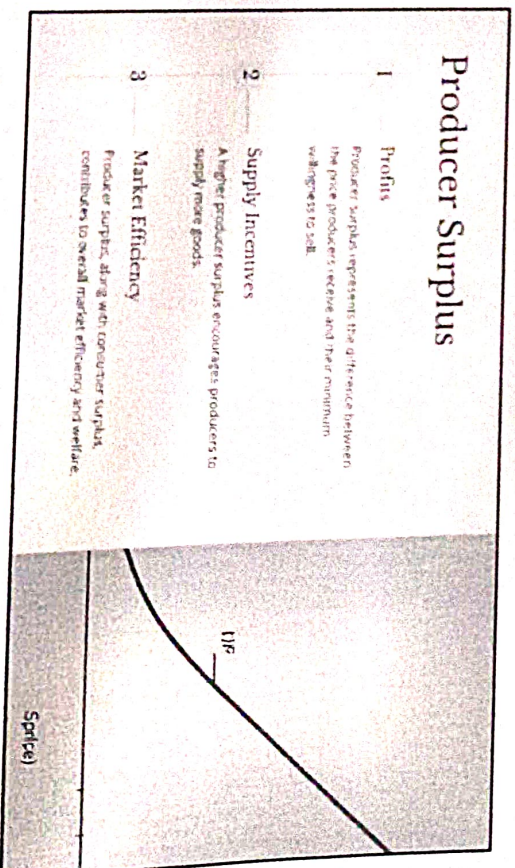 Producer Surplus
1
Profits
Producer surplus represents the difference between
the price producers receive and their minimum
willingness to sell.
2
Supply Incentives
A higher producer surplus encourages producers to
supply more goods.
3
Market Efficiency
Producer surplus, along with consumer surplus,
contributes to overall market efficiency and welfare.